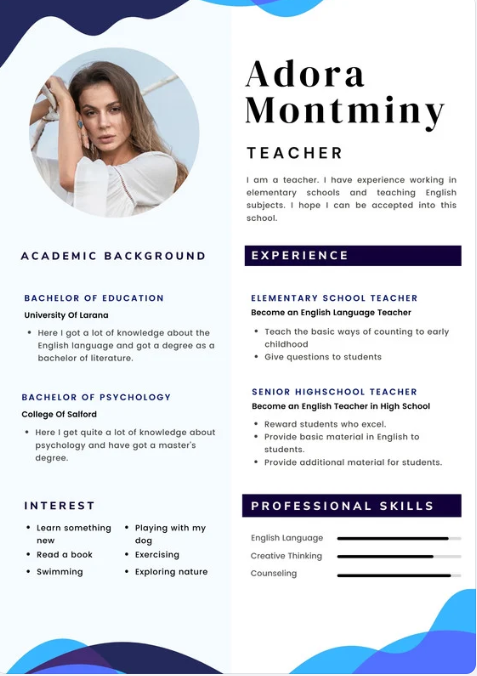 Adora
Montminy
TEACHER
I am a teacher. I have experience working in
elementary schools and teaching English
subjects. I hope I can be accepted into this
school.
ACADEMIC BACKGROUND
BACHELOR OF EDUCATION
University Of Larana
• Here I got a lot of knowledge about the
English language and got a degree as a
bachelor of literature.
BACHELOR OF PSYCHOLOGY
College Of Salford
• Here I get quite a lot of knowledge about
psychology and have got a master's
degree.
INTEREST
• Learn something
new
• Read a book
• Swimming
• Playing with my
dog
• Exercising
• Exploring nature
EXPERIENCE
ELEMENTARY SCHOOL TEACHER
Become an English Language Teacher
• Teach the basic ways of counting to early
childhood
• Give questions to students
SENIOR HIGHSCHOOL TEACHER
Become an English Teacher in High School
• Reward students who excel.
• Provide basic material in English to
students.
• Provide additional material for students.
PROFESSIONAL SKILLS
English Language
Creative Thinking
Counseling